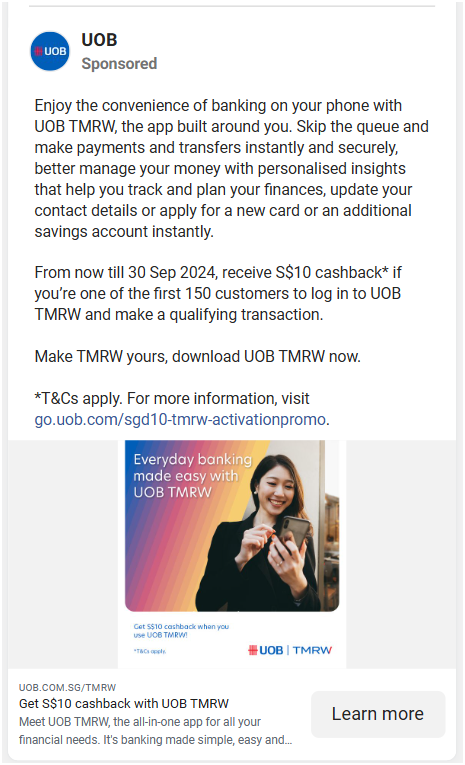 UOB
UOB
Sponsored
Enjoy the convenience of banking on your phone with
UOB TMRW, the app built around you. Skip the queue and
make payments and transfers instantly and securely,
better manage your money with personalised insights
that help you track and plan your finances, update your
contact details or apply for a new card or an additional
savings account instantly.
From now till 30 Sep 2024, receive S$10 cashback* if
you’re one of the first 150 customers to log in to UOB
TMRW and make a qualifying transaction.
Make TMRW yours, download UOB TMRW now.
*T&Cs apply. For more information, visit
go.uob.com/sgd10-tmrw-activationpromo.
Everyday banking
made easy with
UOB TMRW
Get S$10 cashback when you
use UOB TMRW!
*T&Cs apply.
UOB | TMRW
UOB.COM.SG/TMRW
Get S$10 cashback with UOB TMRW
Meet UOB TMRW, the all-in-one app for all your
financial needs. It's banking made simple, easy and...
Learn more